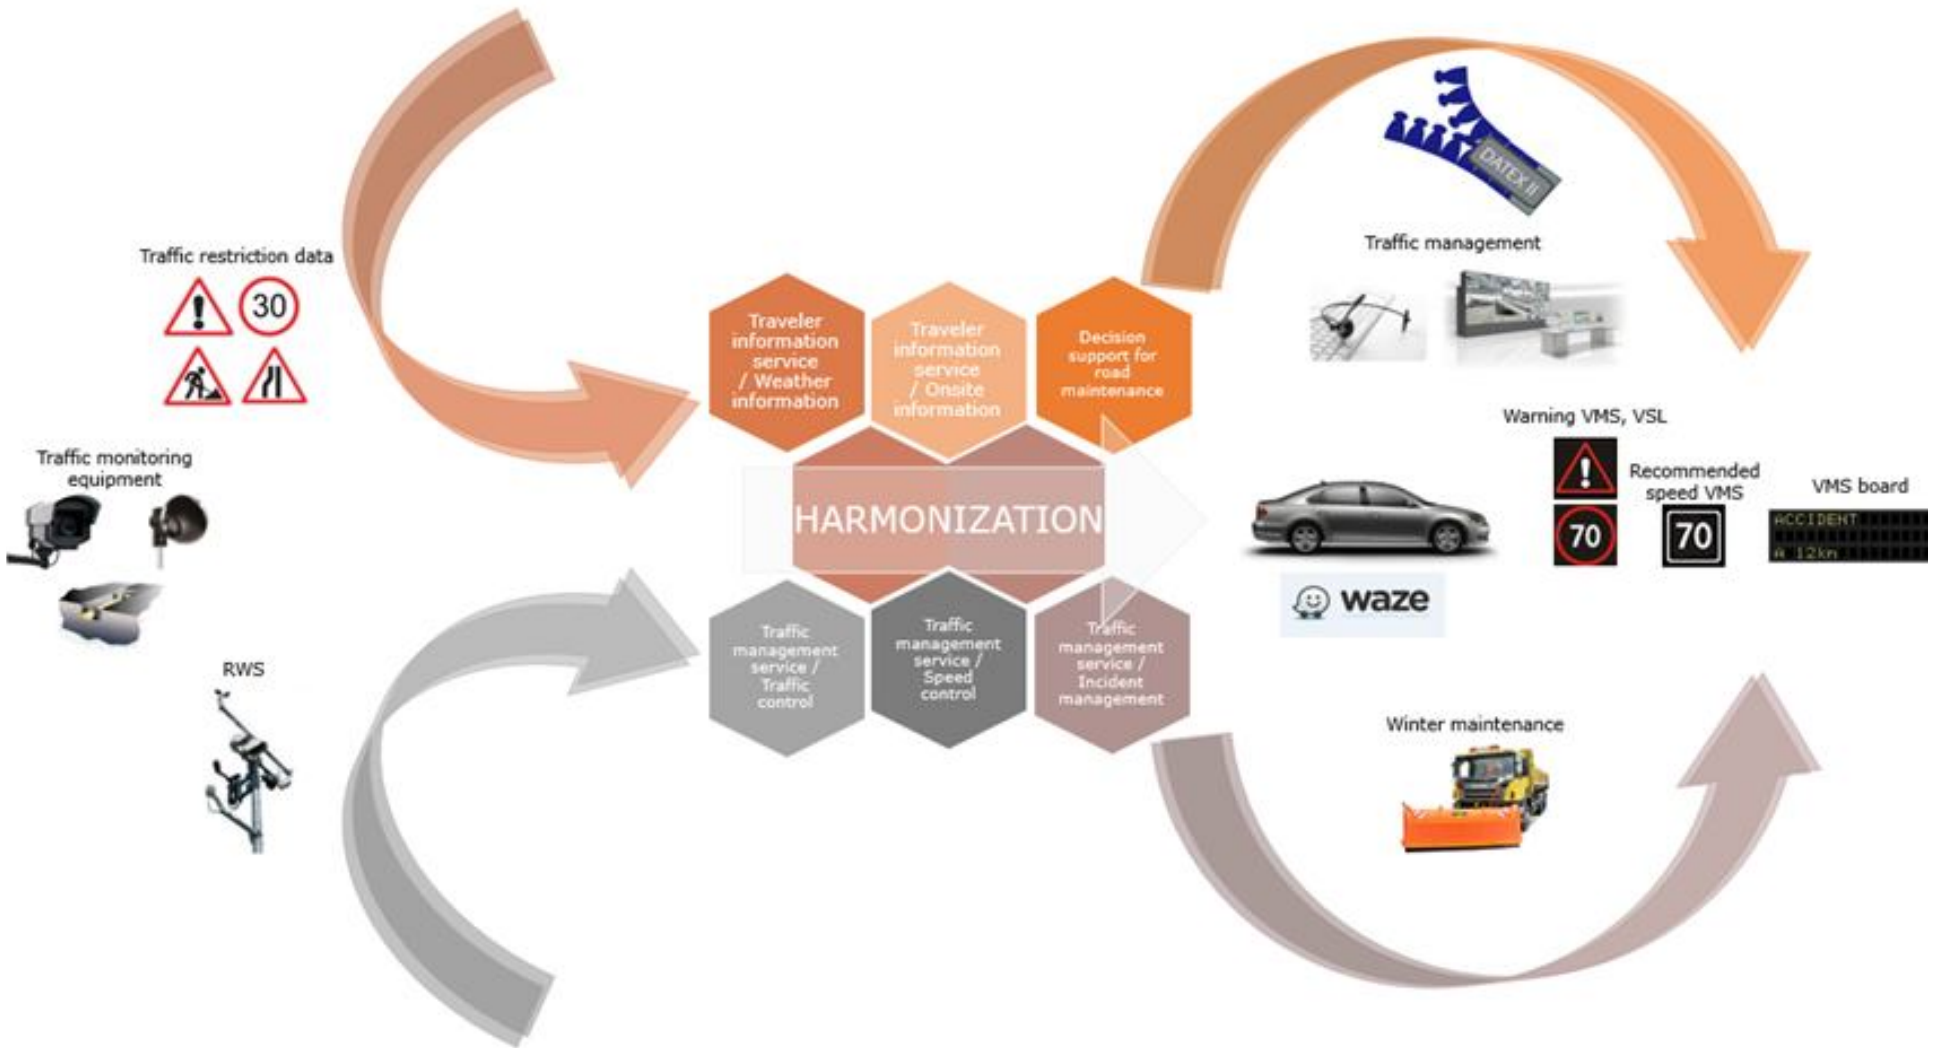 Traffic restriction data
30
Traffic monitoring
equipment
RWS
Traveler
information
service
/ Weather
information
Traveler
information
service
/ Onsite
information
Decision
support for
road
maintenance
HARMONIZATION
Traffic
management
service /
Traffic
control
Traffic
management
service /
Speed
control
Traffic
management
service /
Incident
management
DATEX II
Traffic management
Warning VMS, VSL
70
Recommended
speed VMS
70
VMS board
ACCIDENT
A 12km
waze
Winter maintenance